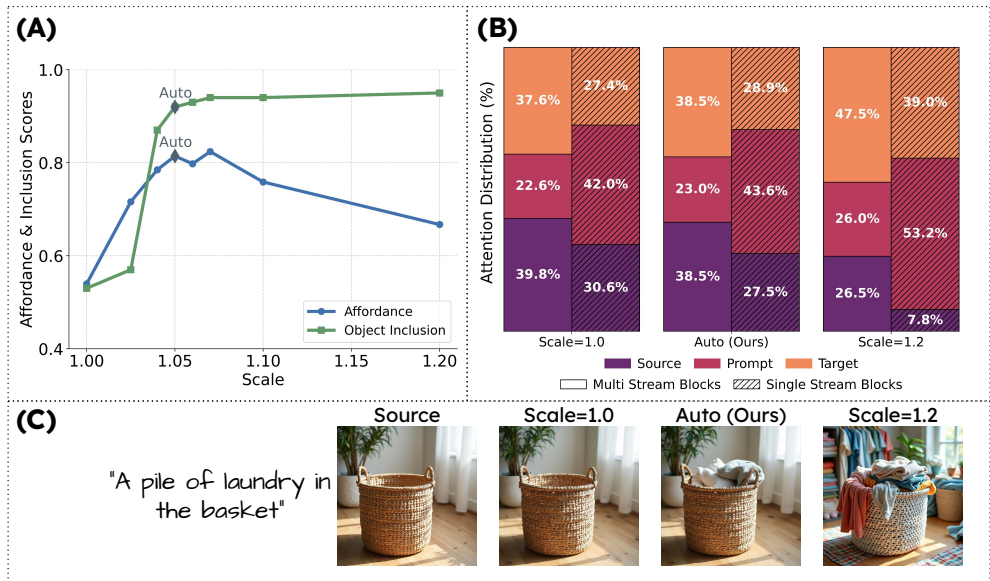 (A)
Affordance & Inclusion Scores
1.0
0.8
0.6
0.4
Auto
Auto
Affordance
Object Inclusion
1.00
1.05
1.10
1.15
1.20
Scale
(B)
Attention Distribution (%)
37.6%
27.4%
22.6%
42.0%
39.8%
30.6%
38.5%
28.9%
23.0%
43.6%
38.5%
27.5%
47.5%
39.0%
26.0%
53.2%
26.5%
7.8%
Scale=1.0
Auto (Ours)
Scale=1.2
Source
Prompt
Target
Multi Stream Blocks
Single Stream Blocks
(C)
"A pile of laundry in
the basket"
Source
Scale=1.0
Auto (Ours)
Scale=1.2